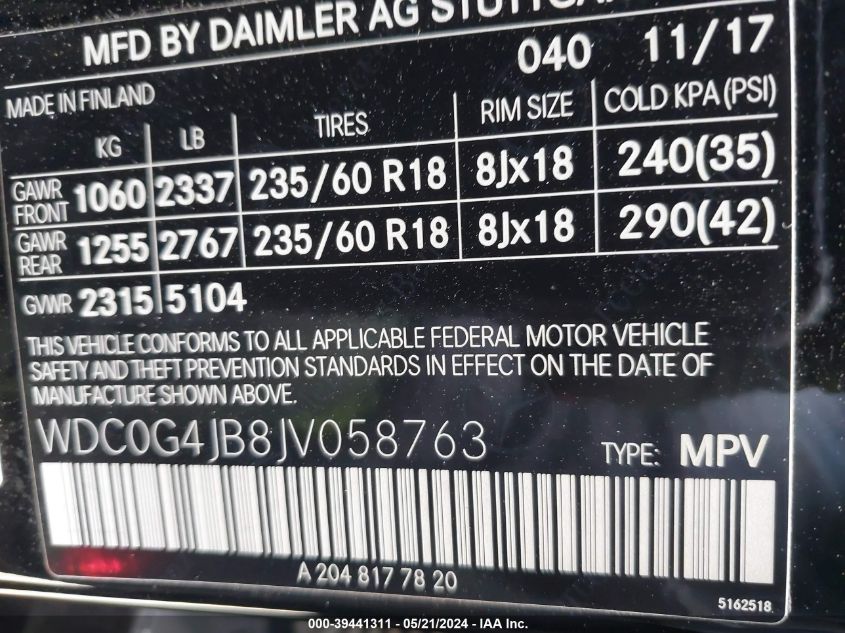 MFD BY DAIMLER AG
040 11/17
MADE IN FINLAND
KG LB TIRES RIM SIZE COLD KPA (PSI)
GAWR FRONT 1060 2337 235/60 R18 8Jx18 240(35)
GAWR REAR 1255 2767 235/60 R18 8Jx18 290(42)
GVWR 2315 5104
THIS VEHICLE CONFORMS TO ALL APPLICABLE FEDERAL MOTOR VEHICLE
SAFETY AND THEFT PREVENTION STANDARDS IN EFFECT ON THE DATE OF
MANUFACTURE SHOWN ABOVE.
WDC0G4JB8JV058763 TYPE: MPV
A 204 817 78 20
5162518
000-39441311 - 05/21/2024 - IAA Inc.